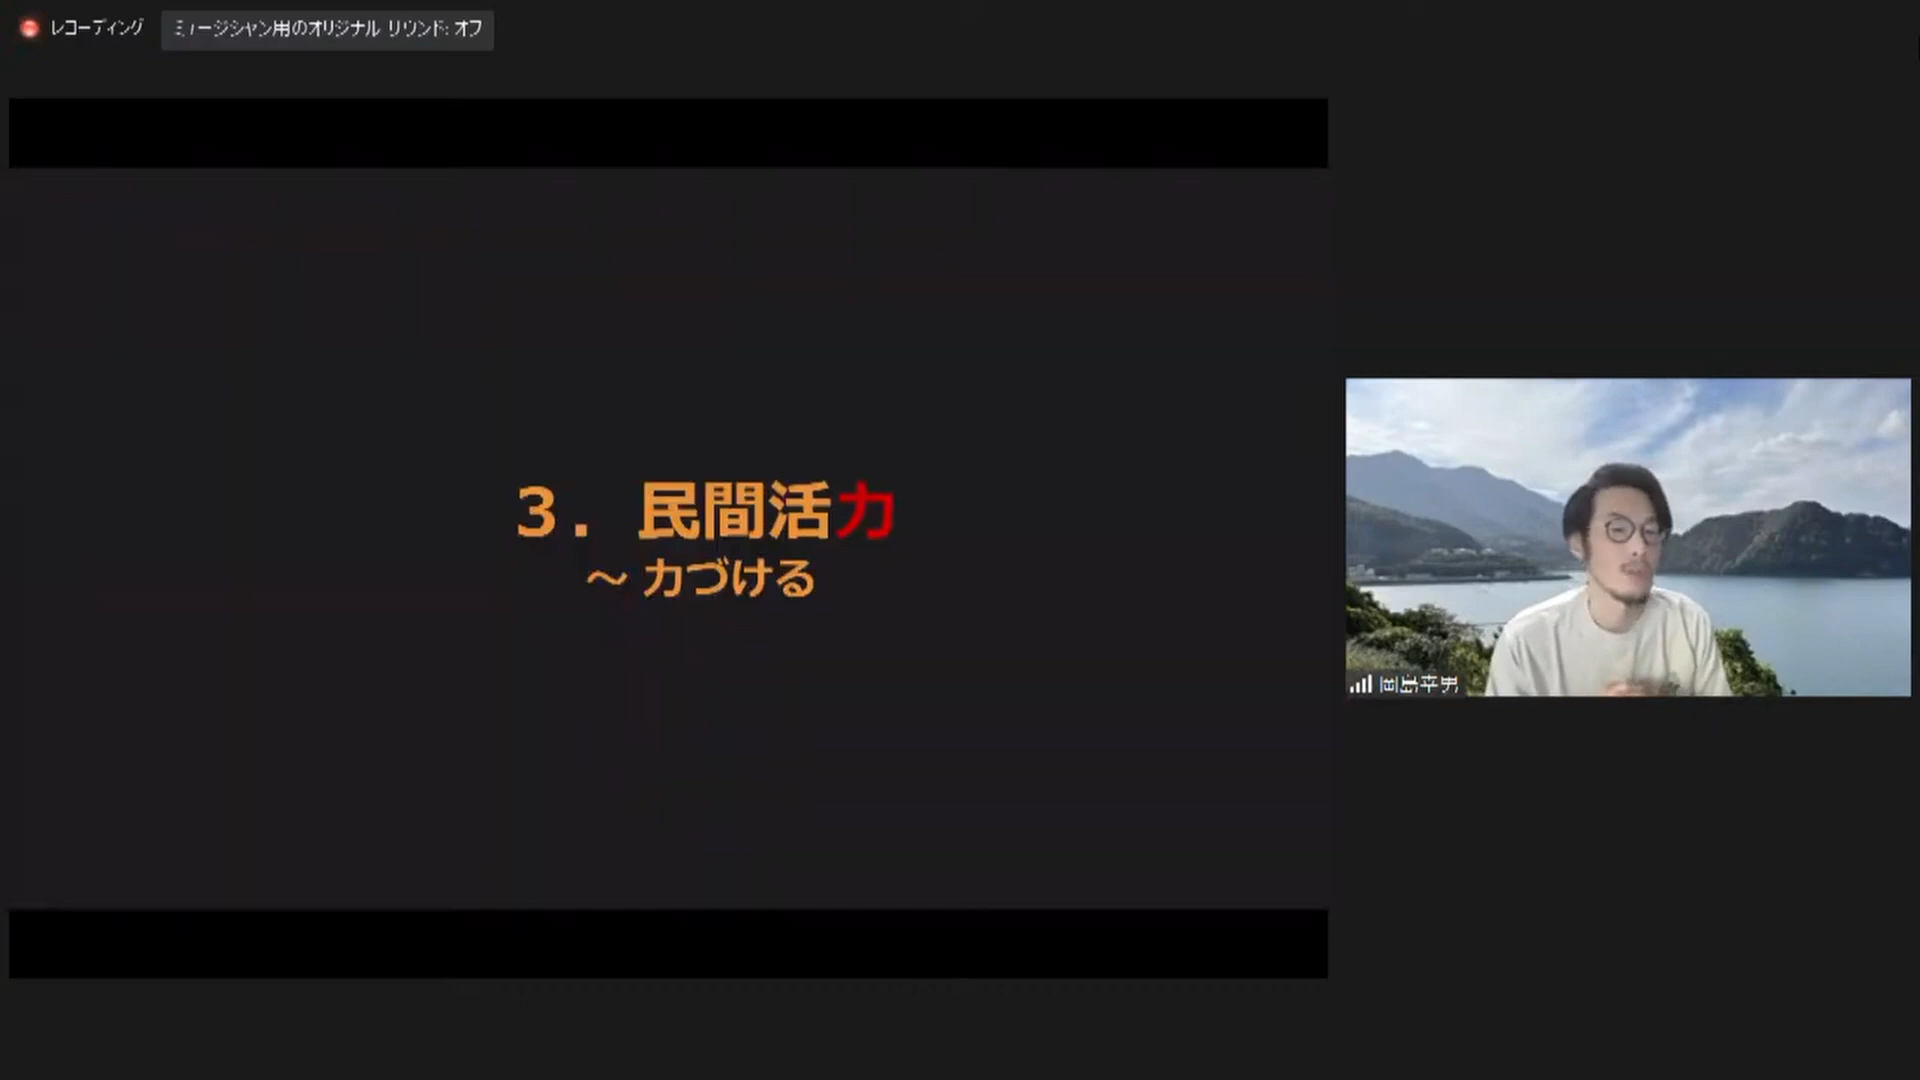 レコーディング
ミュージシャン用のオリジナル サウンド: オフ
3．民間活力
～ 力づける